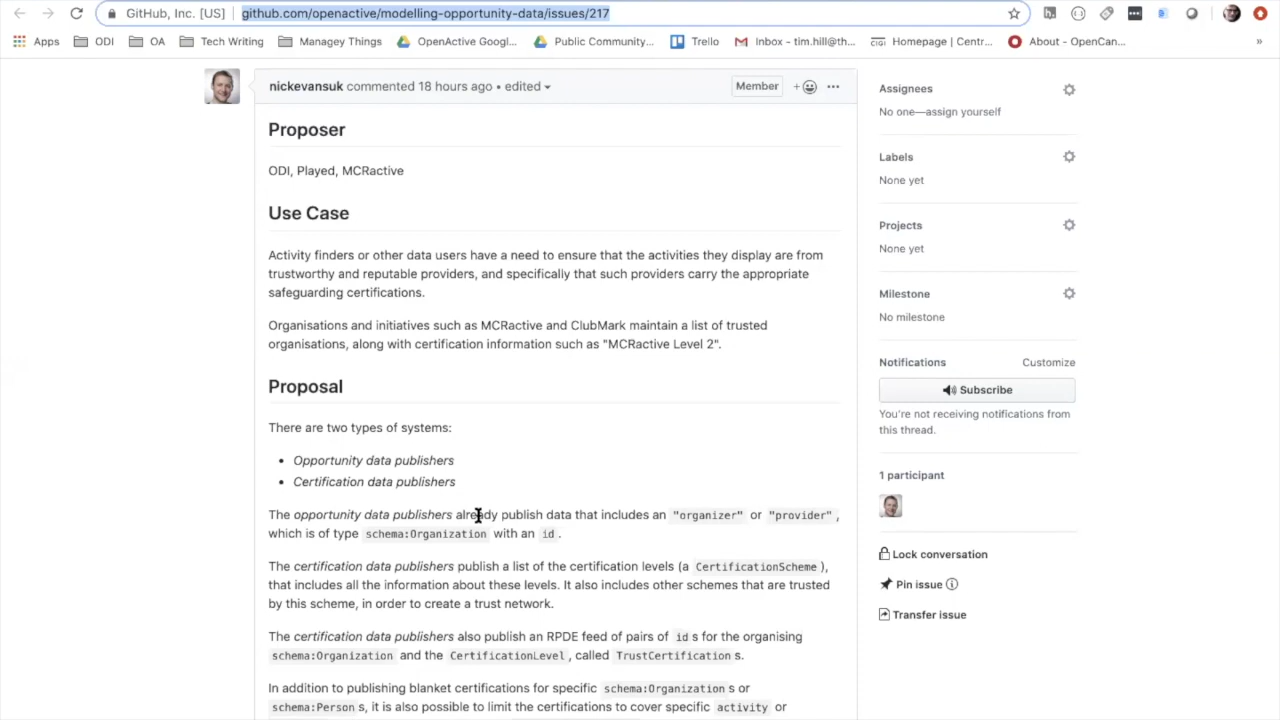 GitHub, Inc. [US] github.com/openactive/modelling-opportunity-data/issues/217
Apps ODI OA Tech Writing Managey Things OpenActive Googl... Public Community... Trello Inbox - tim.hill@th... Homepage | Centr... About - OpenCan... »
nickevansuk commented 18 hours ago • edited Member
Proposer
ODI, Played, MCRactive
Use Case
Activity finders or other data users have a need to ensure that the activities they display are from
trustworthy and reputable providers, and specifically that such providers carry the appropriate
safeguarding certifications.
Organisations and initiatives such as MCRactive and ClubMark maintain a list of trusted
organisations, along with certification information such as "MCRactive Level 2".
Proposal
There are two types of systems:
• Opportunity data publishers
• Certification data publishers
The opportunity data publishers already publish data that includes an "organizer" or "provider",
which is of type schema:Organization with an id.
The certification data publishers publish a list of the certification levels (a CertificationScheme),
that includes all the information about these levels. It also includes other schemes that are trusted
by this scheme, in order to create a trust network.
The certification data publishers also publish an RPDE feed of pairs of id s for the organising
schema:Organization and the CertificationLevel, called TrustCertification s.
In addition to publishing blanket certifications for specific schema:Organization s or
schema:Person s, it is also possible to limit the certifications to cover specific activity or
Assignees
No one—assign yourself
Labels
None yet
Projects
None yet
Milestone
No milestone
Notifications Customize
Subscribe
You're not receiving notifications from
this thread.
1 participant
Lock conversation
Pin issue
Transfer issue